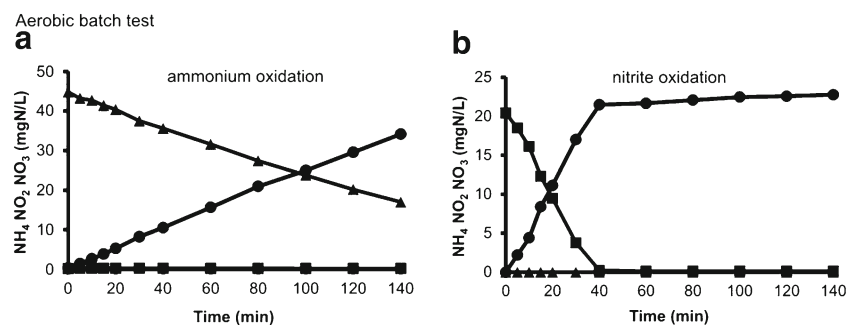 Aerobic batch test
a
ammonium oxidation
NH4 NO2 NO3 (mgN/L)
50
40
30
20
10
0
0 20 40 60 80 100 120 140
Time (min)
b
nitrite oxidation
NH4 NO2 NO3 (mgN/L)
25
20
15
10
5
0
0 20 40 60 80 100 120 140
Time (min)